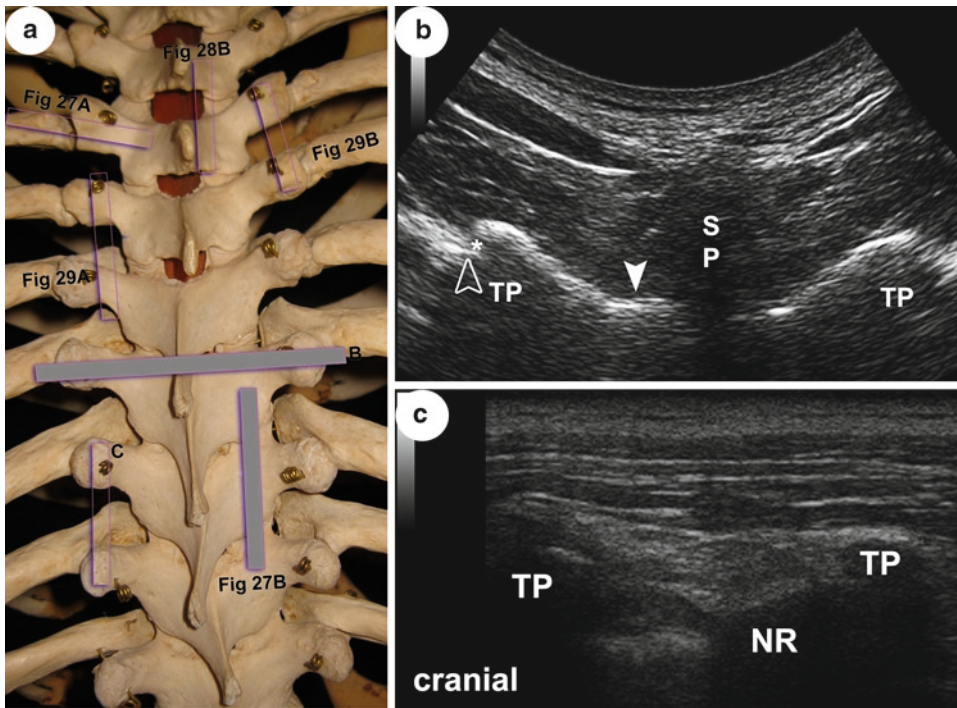 a
Fig 28B
Fig 27A
Fig 29B
Fig 29A
B
C
Fig 27B
b
S
P
*
TP
TP
c
TP
TP
NR
cranial